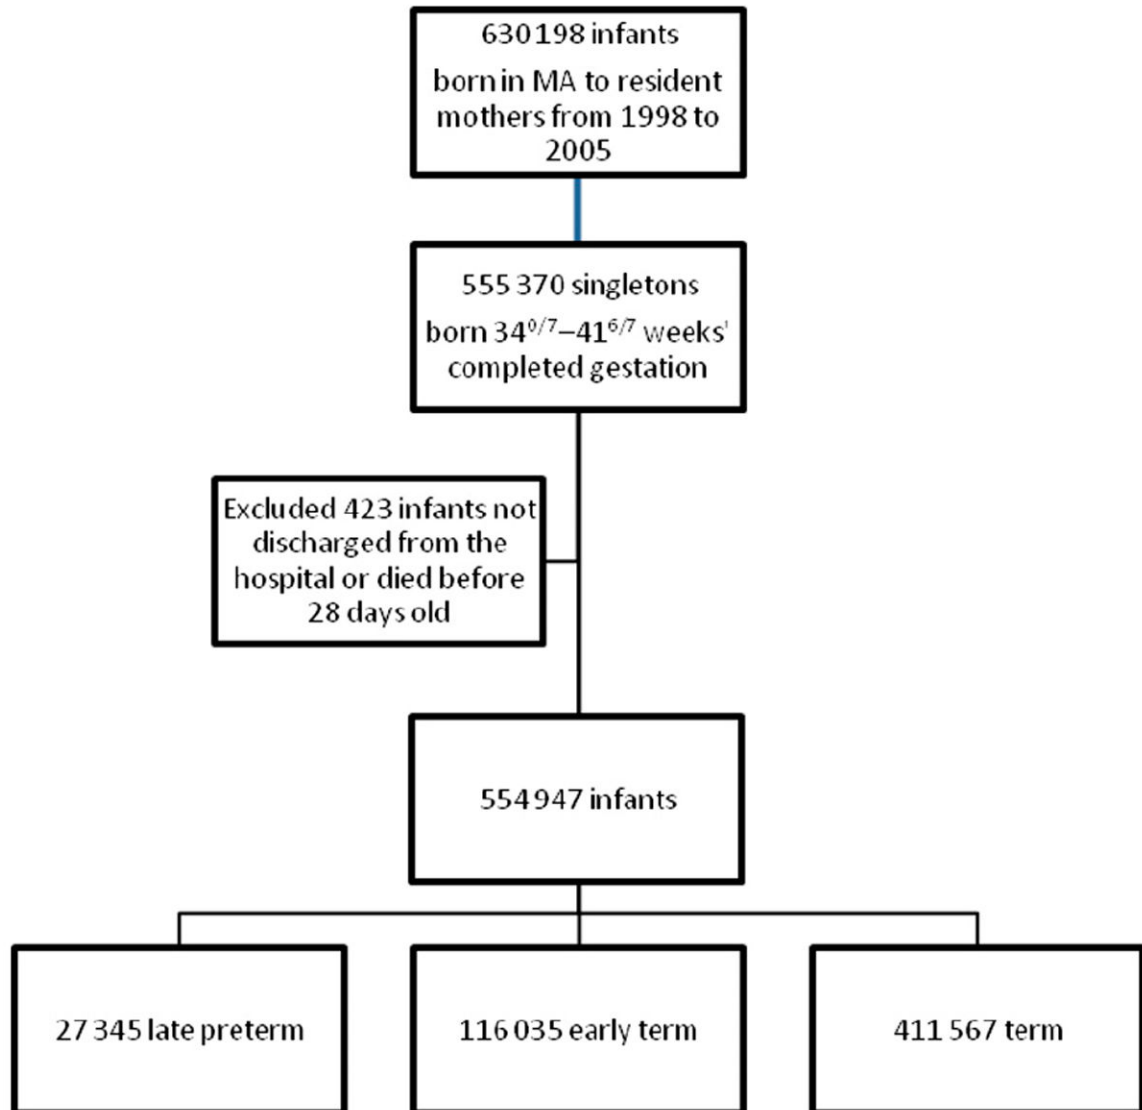 630 198 infants
born in MA to resident
mothers from 1998 to
2005
555 370 singletons
born 34⁰/⁷–41⁶/⁷ weeks'
completed gestation
Excluded 423 infants not
discharged from the
hospital or died before
28 days old
554 947 infants
27 345 late preterm
116 035 early term
411 567 term